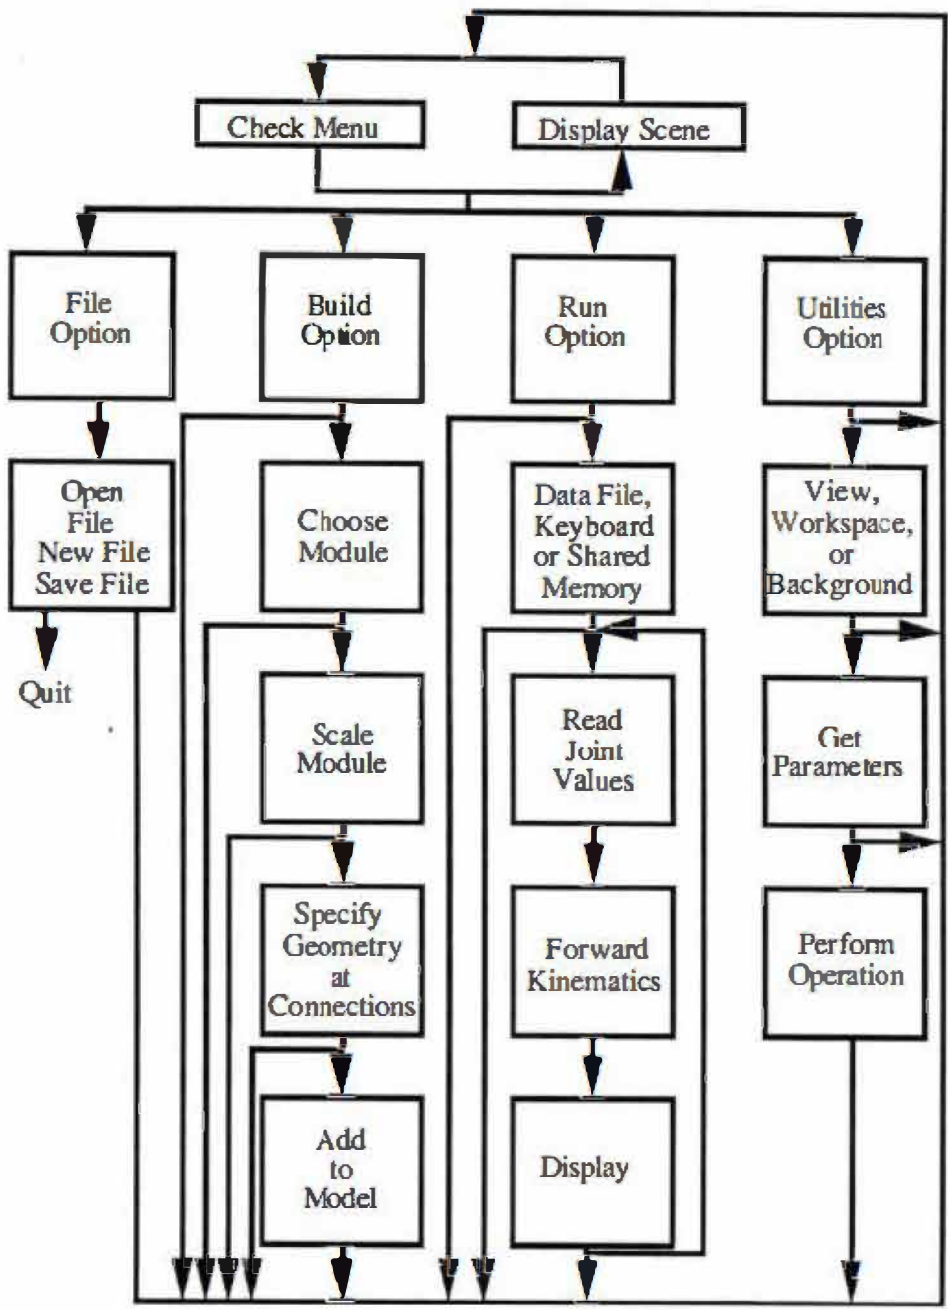 Check Menu
Display Scene
File
Option
Build
Option
Run
Option
Utilities
Option
Open
File
New File
Save File
Choose
Module
Data File,
Keyboard
or Shared
Memory
View,
Workspace,
or
Background
Quit
Scale
Module
Read
Joint
Values
Get
Parameters
Specify
Geometry
at
Connections
Forward
Kinematics
Perform
Operation
Add
to
Model
Display